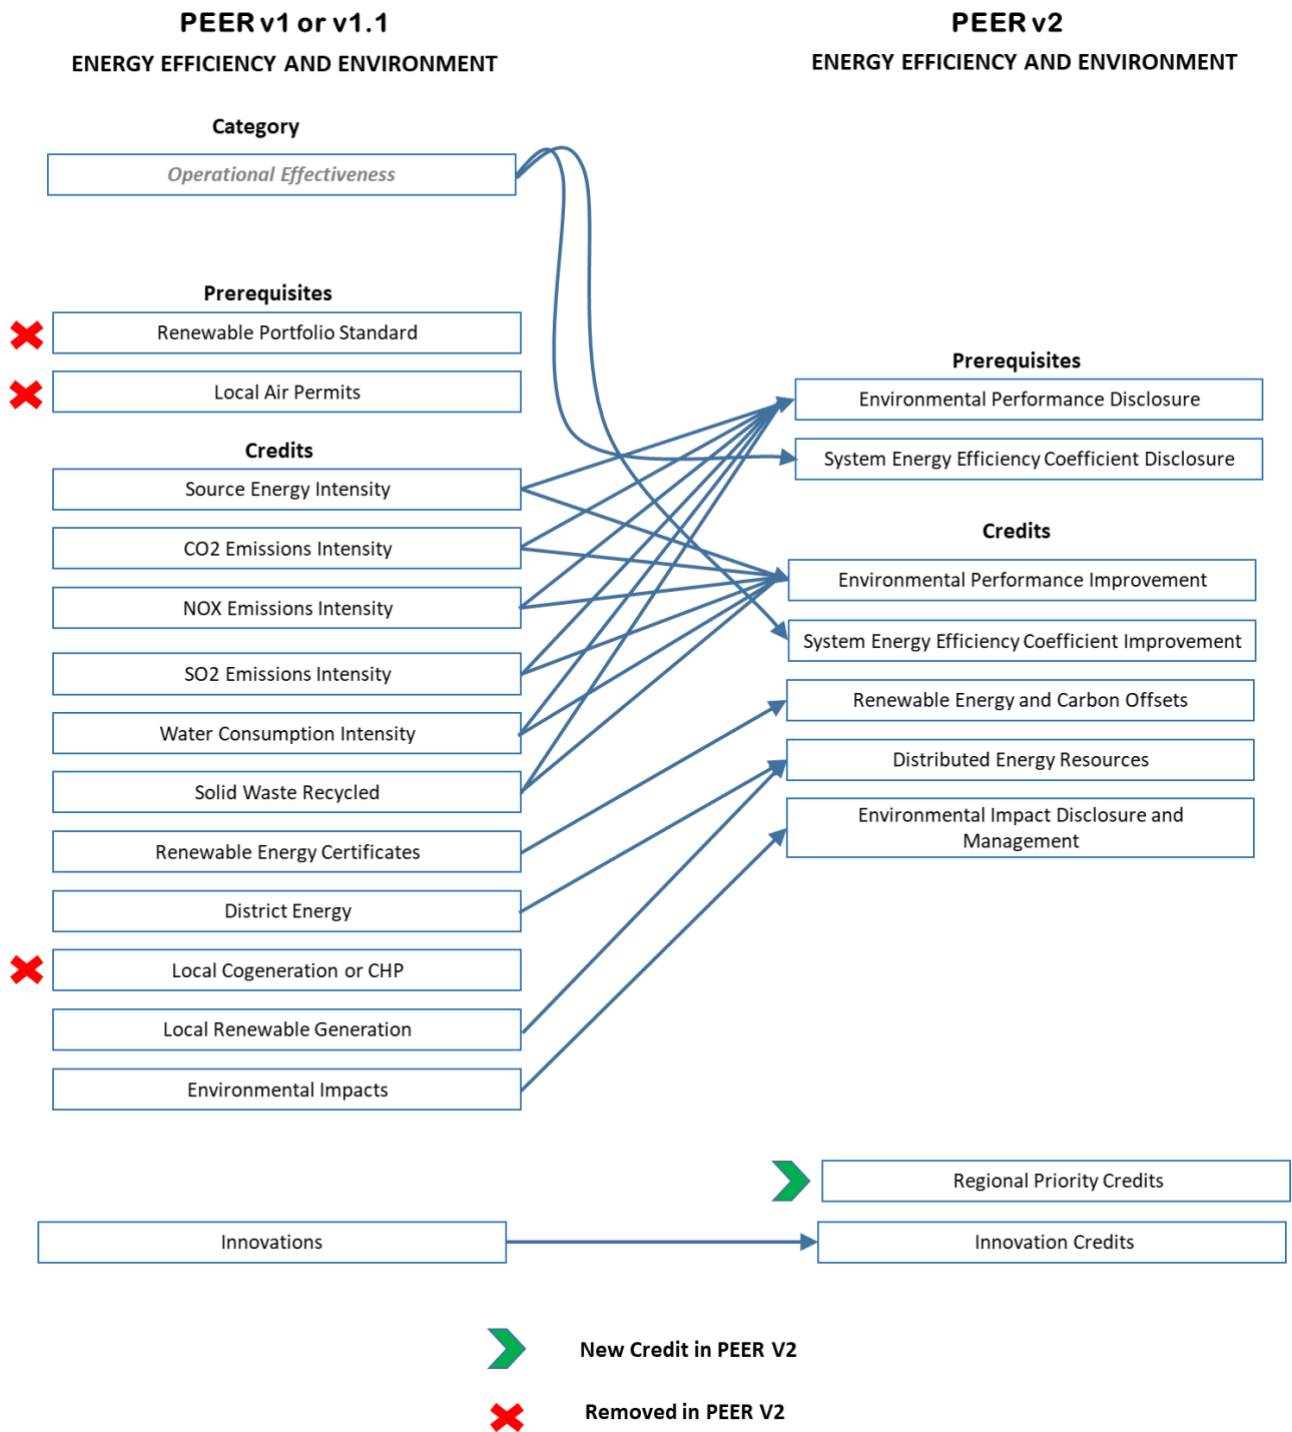 PEER v1 or v1.1
ENERGY EFFICIENCY AND ENVIRONMENT
Category
Operational Effectiveness
Prerequisites
Renewable Portfolio Standard
Local Air Permits
Credits
Source Energy Intensity
CO2 Emissions Intensity
NOX Emissions Intensity
SO2 Emissions Intensity
Water Consumption Intensity
Solid Waste Recycled
Renewable Energy Certificates
District Energy
Local Cogeneration or CHP
Local Renewable Generation
Environmental Impacts
Innovations
PEER v2
ENERGY EFFICIENCY AND ENVIRONMENT
Prerequisites
Environmental Performance Disclosure
System Energy Efficiency Coefficient Disclosure
Credits
Environmental Performance Improvement
System Energy Efficiency Coefficient Improvement
Renewable Energy and Carbon Offsets
Distributed Energy Resources
Environmental Impact Disclosure and
Management
Regional Priority Credits
Innovation Credits
New Credit in PEER V2
Removed in PEER V2